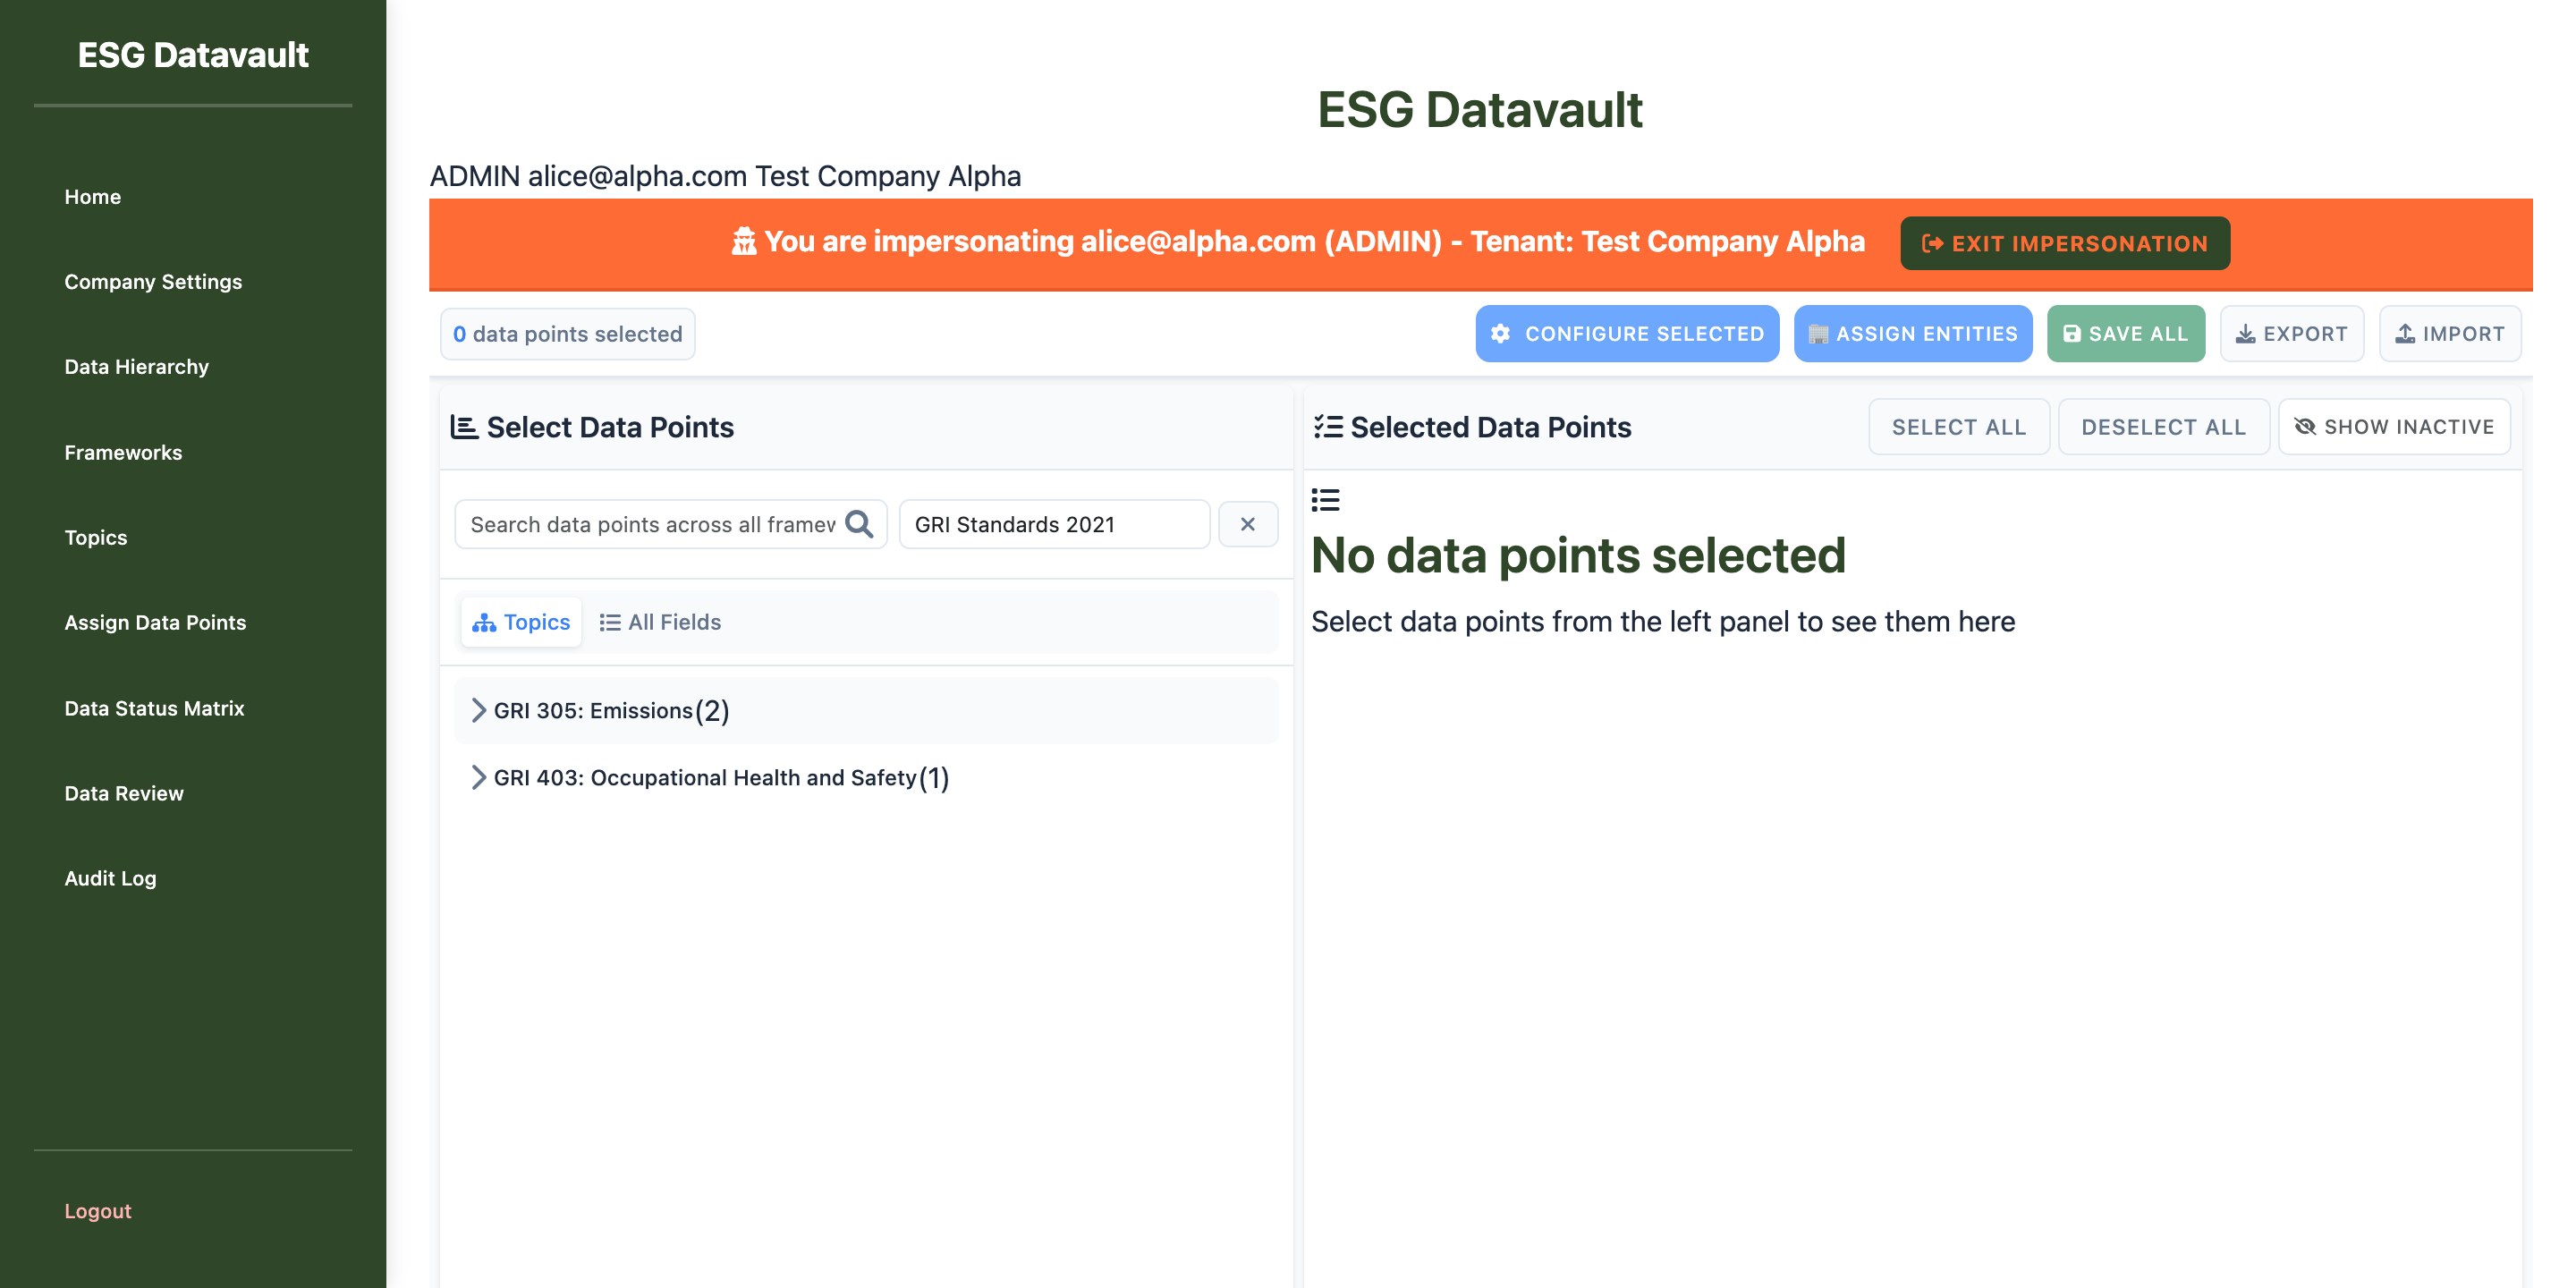 ESG Datavault
Home
Company Settings
Data Hierarchy
Frameworks
Topics
Assign Data Points
Data Status Matrix
Data Review
Audit Log
Logout
ESG Datavault
ADMIN alice@alpha.com Test Company Alpha
You are impersonating alice@alpha.com (ADMIN) - Tenant: Test Company Alpha EXIT IMPERSONATION
0 data points selected CONFIGURE SELECTED ASSIGN ENTITIES SAVE ALL EXPORT IMPORT
Select Data Points
Search data points across all framew GRI Standards 2021
Topics All Fields
GRI 305: Emissions(2)
GRI 403: Occupational Health and Safety(1)
Selected Data Points SELECT ALL DESELECT ALL SHOW INACTIVE
No data points selected
Select data points from the left panel to see them here